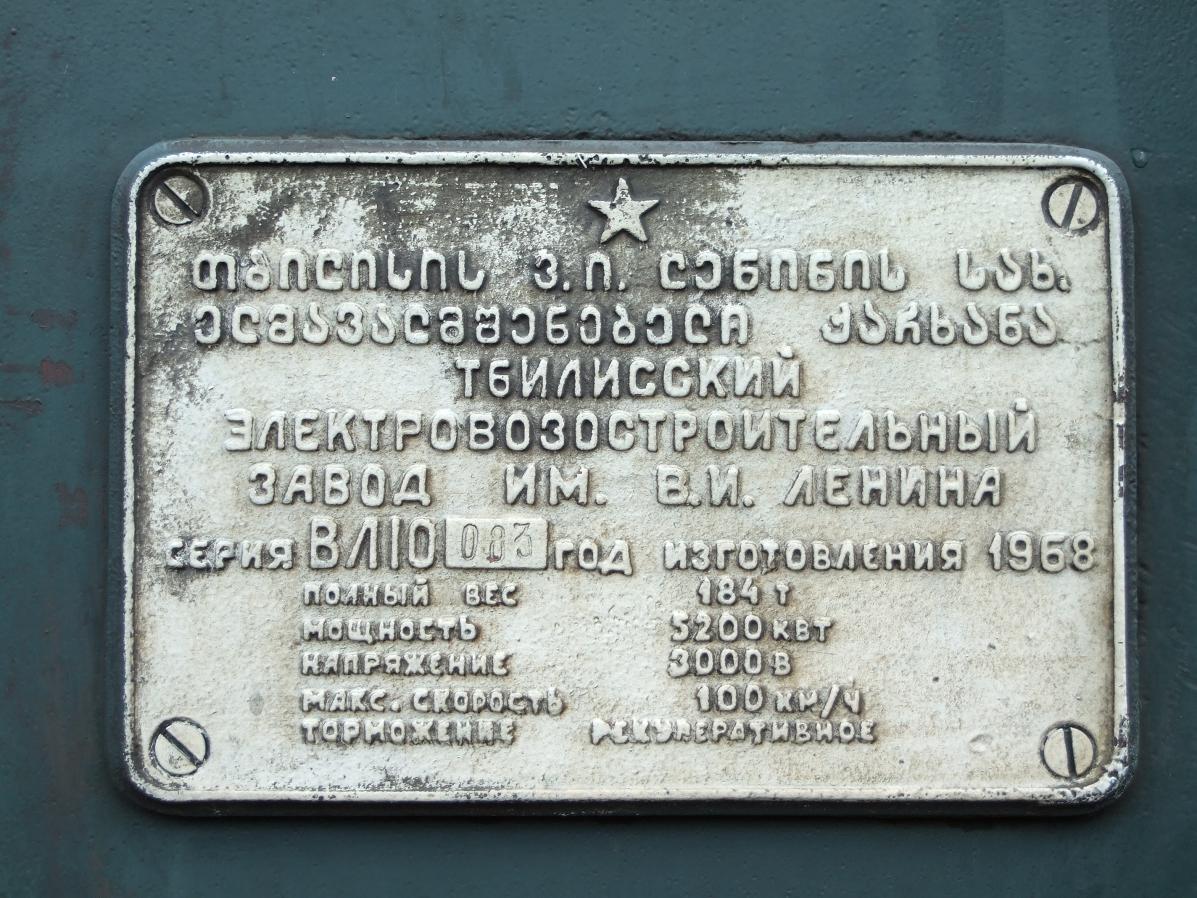 თბილისის ვ. ი. ლენინის სახ.
ელმავალმშენებელი ქარხანა
ТБИЛИССКИЙ
ЭЛЕКТРОВОЗОСТРОИТЕЛЬНЫЙ
ЗАВОД ИМ. В.И. ЛЕНИНА
СЕРИЯ ВЛ10 083 ГОД ИЗГОТОВЛЕНИЯ 1968
ПОЛНЫЙ ВЕС 184 Т
МОЩНОСТЬ 5200 КВТ
НАПРЯЖЕНИЕ 3000 В
МАКС. СКОРОСТЬ 100 КМ/Ч
ТОРМОЖЕНИЕ РЕКУПЕРАТИВНОЕ